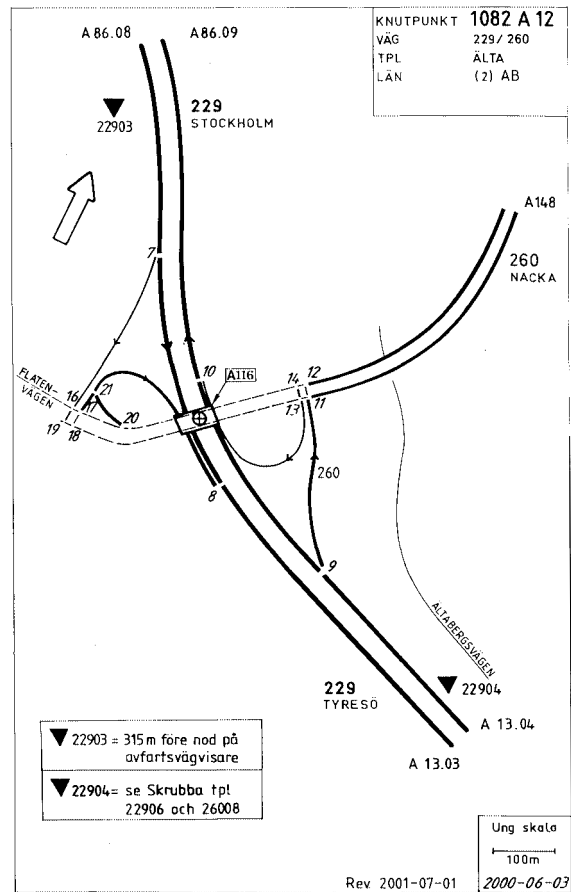 KNUTPUNKT 1082 A 12
VÄG 229/260
TPL ÄLTA
LÄN (2) AB
A 86.08
A 86.09
22903
229
STOCKHOLM
A148
260
NACKA
7
10
A116
14
12
13
11
FLATEN-
VÄGEN
16
21
17
19
18
20
8
260
9
ÄLTABERGSVÄGEN
229
TYRESÖ
22904
A 13.04
A 13.03
22903 = 315 m före nod på
avfartsvägvisare
22904 = se Skrubba tpl
22906 och 26008
Ung skala
100m
Rev 2001-07-01
2000-06-03